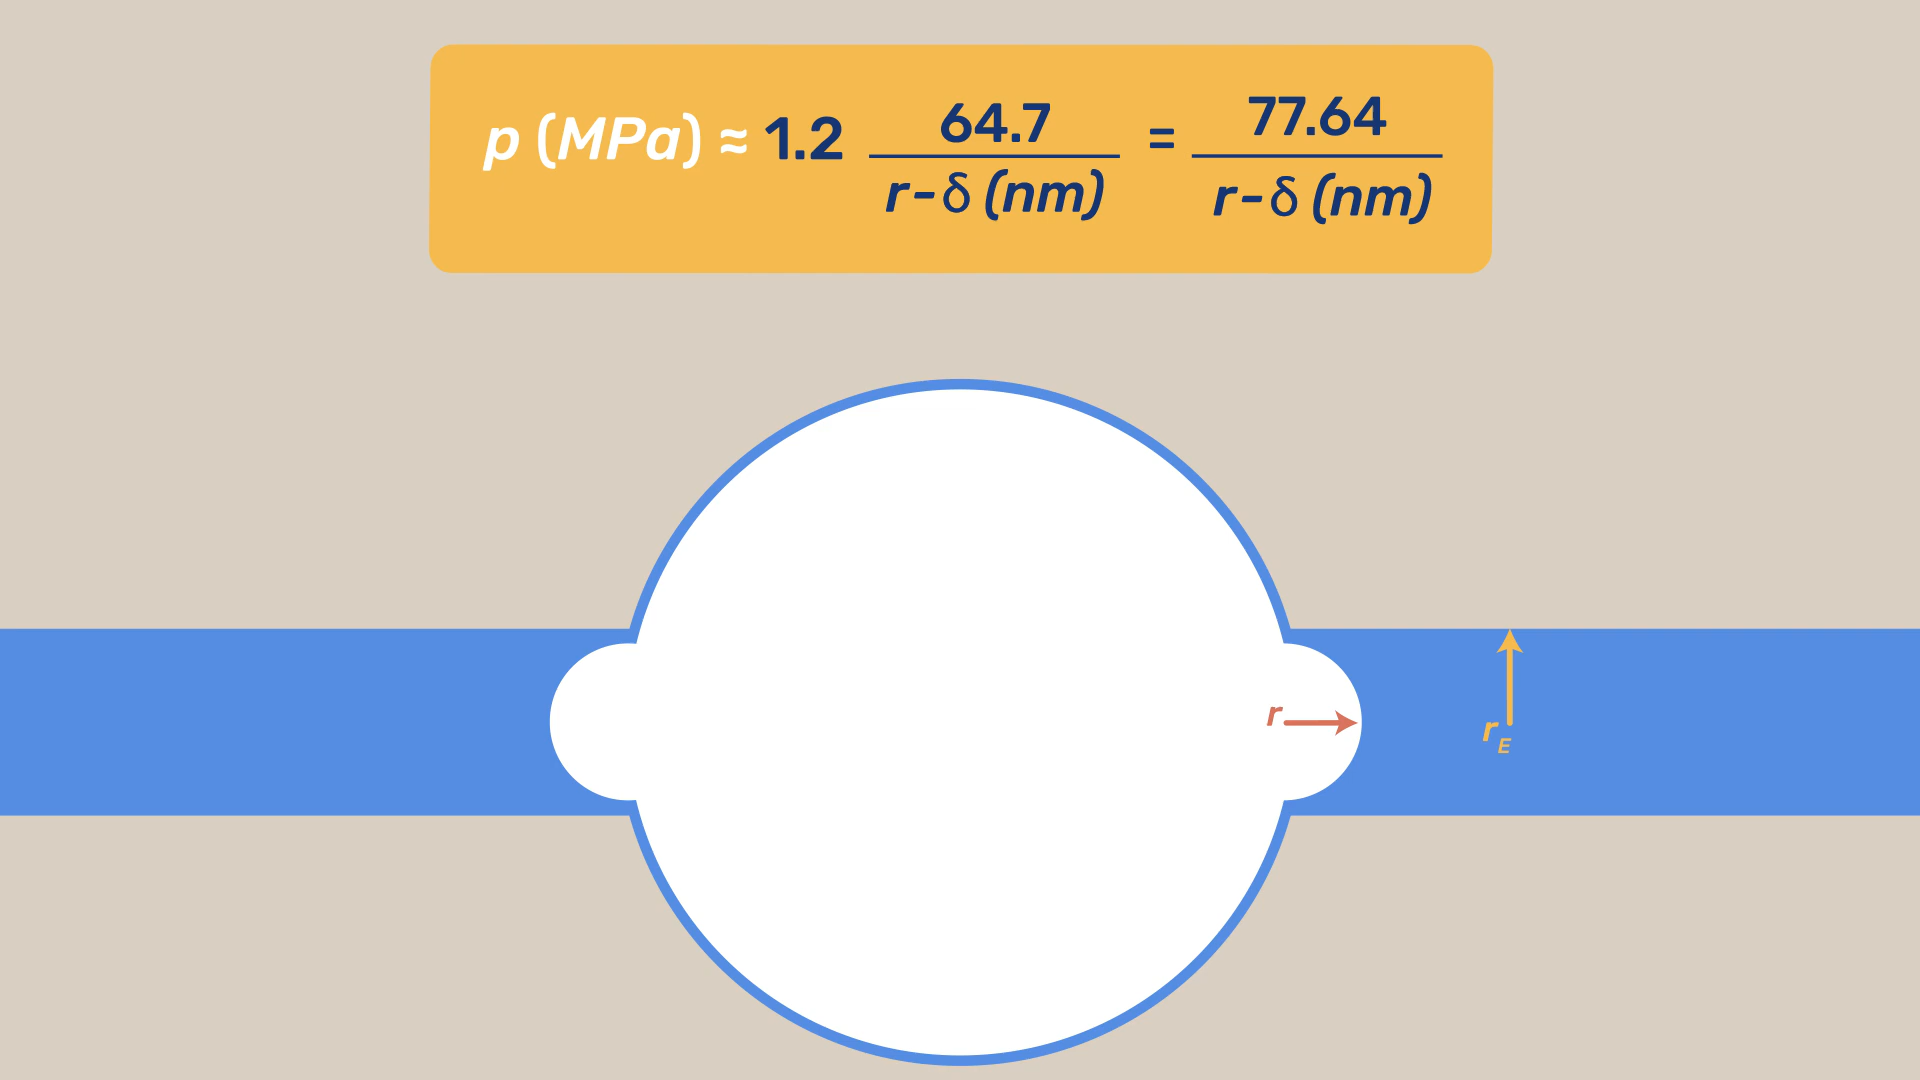 p (MPa) ≈ 1.2 64.7 / r-δ (nm) = 77.64 / r-δ (nm)
r
r_E